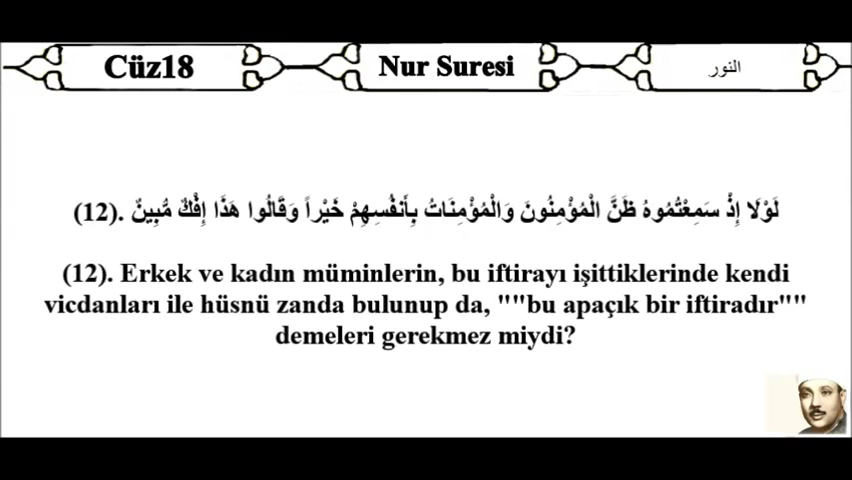 Cüz18
Nur Suresi
النور
لَوْلَا إِذْ سَمِعْتُمُوهُ ظَنَّ الْمُؤْمِنُونَ وَالْمُؤْمِنَاتُ بِأَنفُسِهِمْ خَيْراً وَقَالُوا هَذَا إِفْكٌ مُّبِينٌ .(12)
(12). Erkek ve kadın müminlerin, bu iftirayı işittiklerinde kendi
vicdanları ile hüsnü zanda bulunup da, ""bu apaçık bir iftiradır""
demeleri gerekmez miydi?